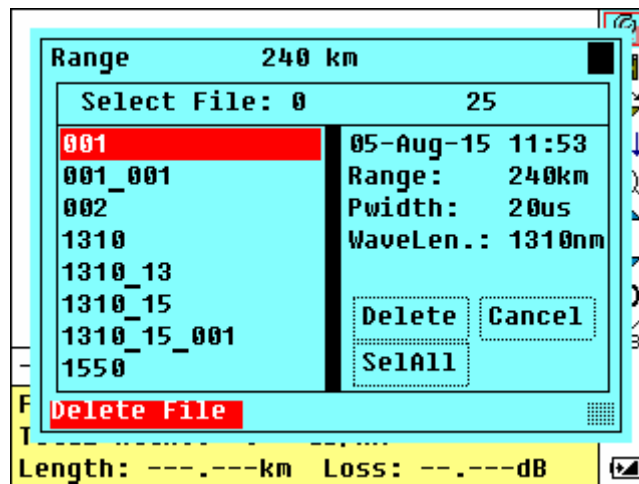 Range 240 km
Select File: 0 25
001
001_001
002
1310
1310_13
1310_15
1310_15_001
1550
05-Aug-15 11:53
Range: 240km
Pwidth: 20us
WaveLen.: 1310nm
Delete Cancel
SelAll
Delete File
Length: ---.---km Loss: --.---dB